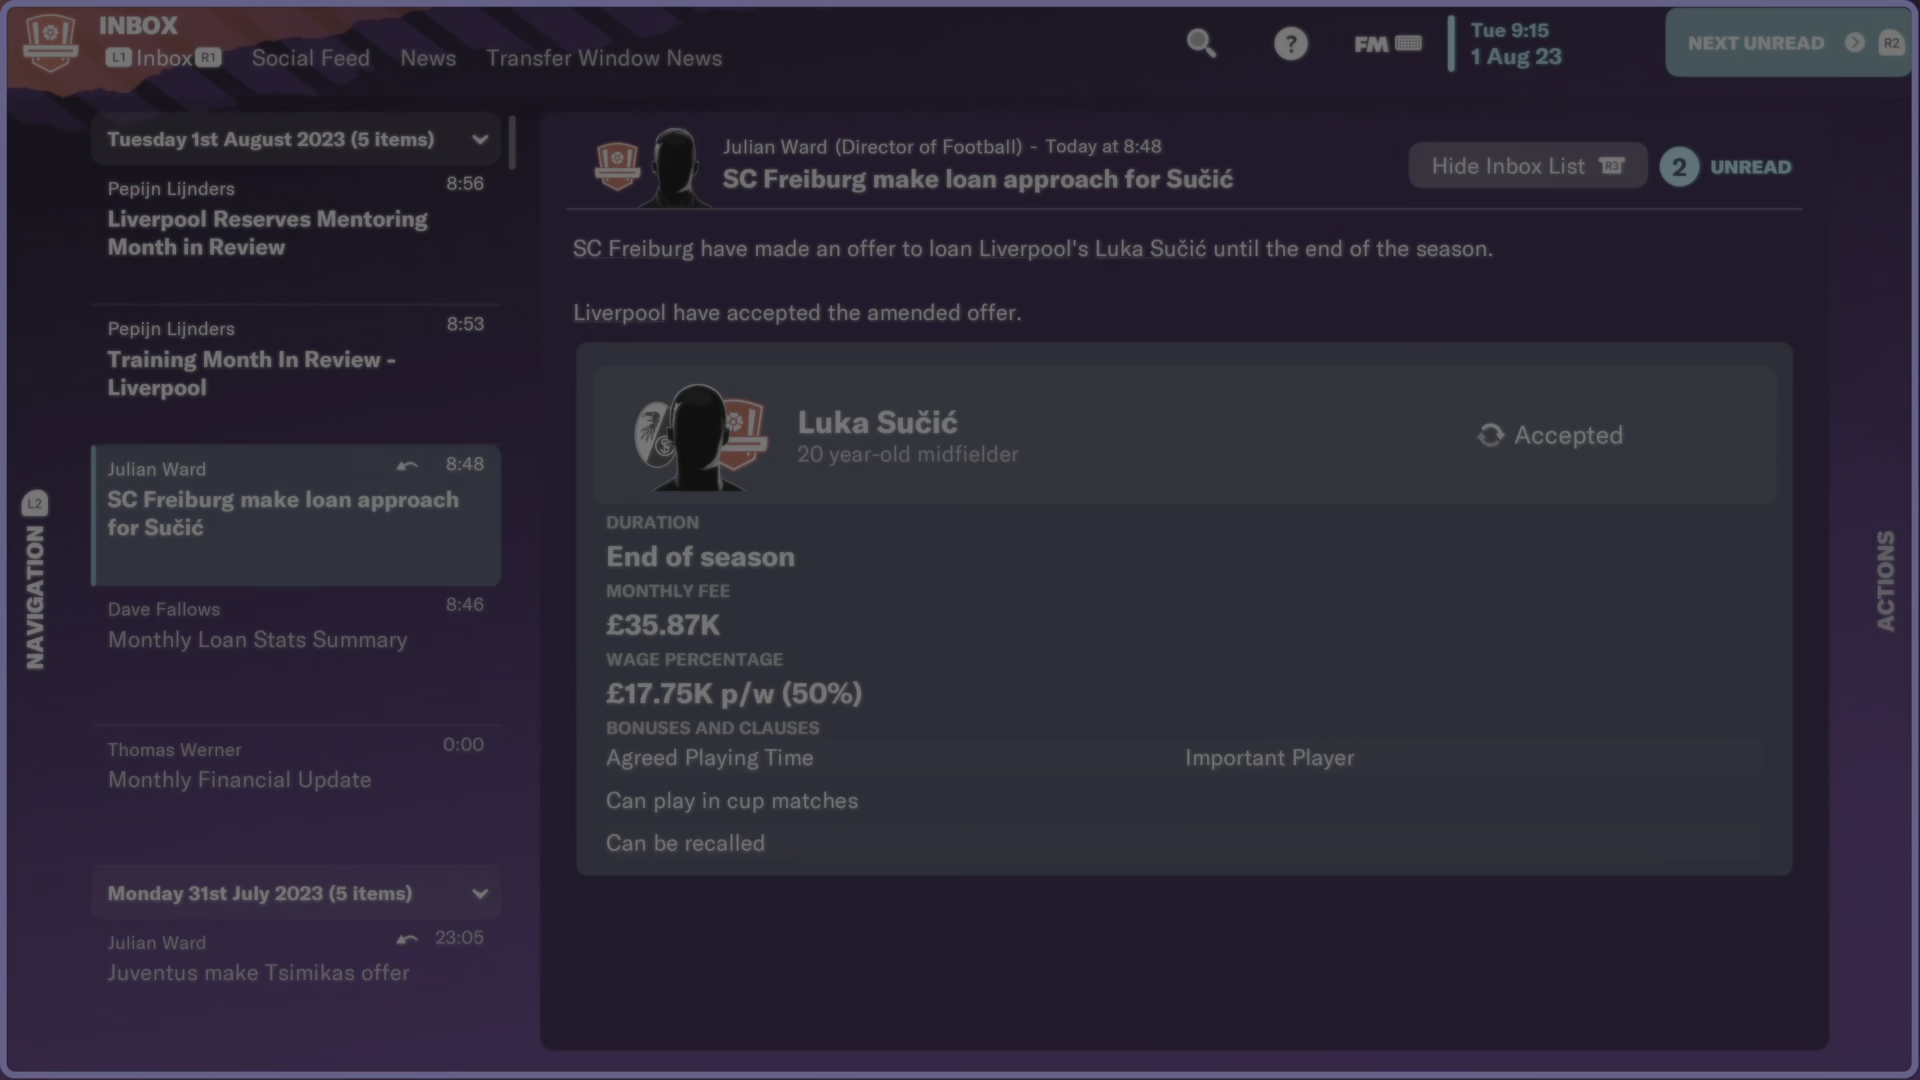 INBOX
L1 Inbox R1 Social Feed News Transfer Window News
FM
Tue 9:15
1 Aug 23
NEXT UNREAD R2
Tuesday 1st August 2023 (5 items)
Pepijn Lijnders 8:56
Liverpool Reserves Mentoring
Month in Review
Pepijn Lijnders 8:53
Training Month In Review -
Liverpool
Julian Ward 8:48
SC Freiburg make loan approach
for Sučić
Dave Fallows 8:46
Monthly Loan Stats Summary
Thomas Werner 0:00
Monthly Financial Update
Monday 31st July 2023 (5 items)
Julian Ward 23:05
Juventus make Tsimikas offer
L2
NAVIGATION
Julian Ward (Director of Football) - Today at 8:48
SC Freiburg make loan approach for Sučić
Hide Inbox List R3
2 UNREAD
SC Freiburg have made an offer to loan Liverpool's Luka Sučić until the end of the season.
Liverpool have accepted the amended offer.
Luka Sučić
20 year-old midfielder
Accepted
DURATION
End of season
MONTHLY FEE
£35.87K
WAGE PERCENTAGE
£17.75K p/w (50%)
BONUSES AND CLAUSES
Agreed Playing Time Important Player
Can play in cup matches
Can be recalled
ACTIONS